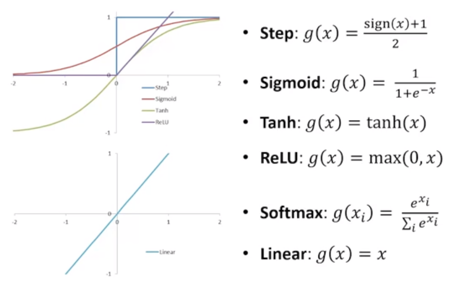 1
-2
-1
0
1
2
-1
Step
Sigmoid
Tanh
ReLU
1
-2
-1
0
1
2
-1
Linear
• Step: g(x) = (sign(x)+1)/2
• Sigmoid: g(x) = 1/(1+e^{-x})
• Tanh: g(x) = tanh(x)
• ReLU: g(x) = max(0, x)
• Softmax: g(x_i) = e^{x_i}/(∑_i e^{x_i})
• Linear: g(x) = x